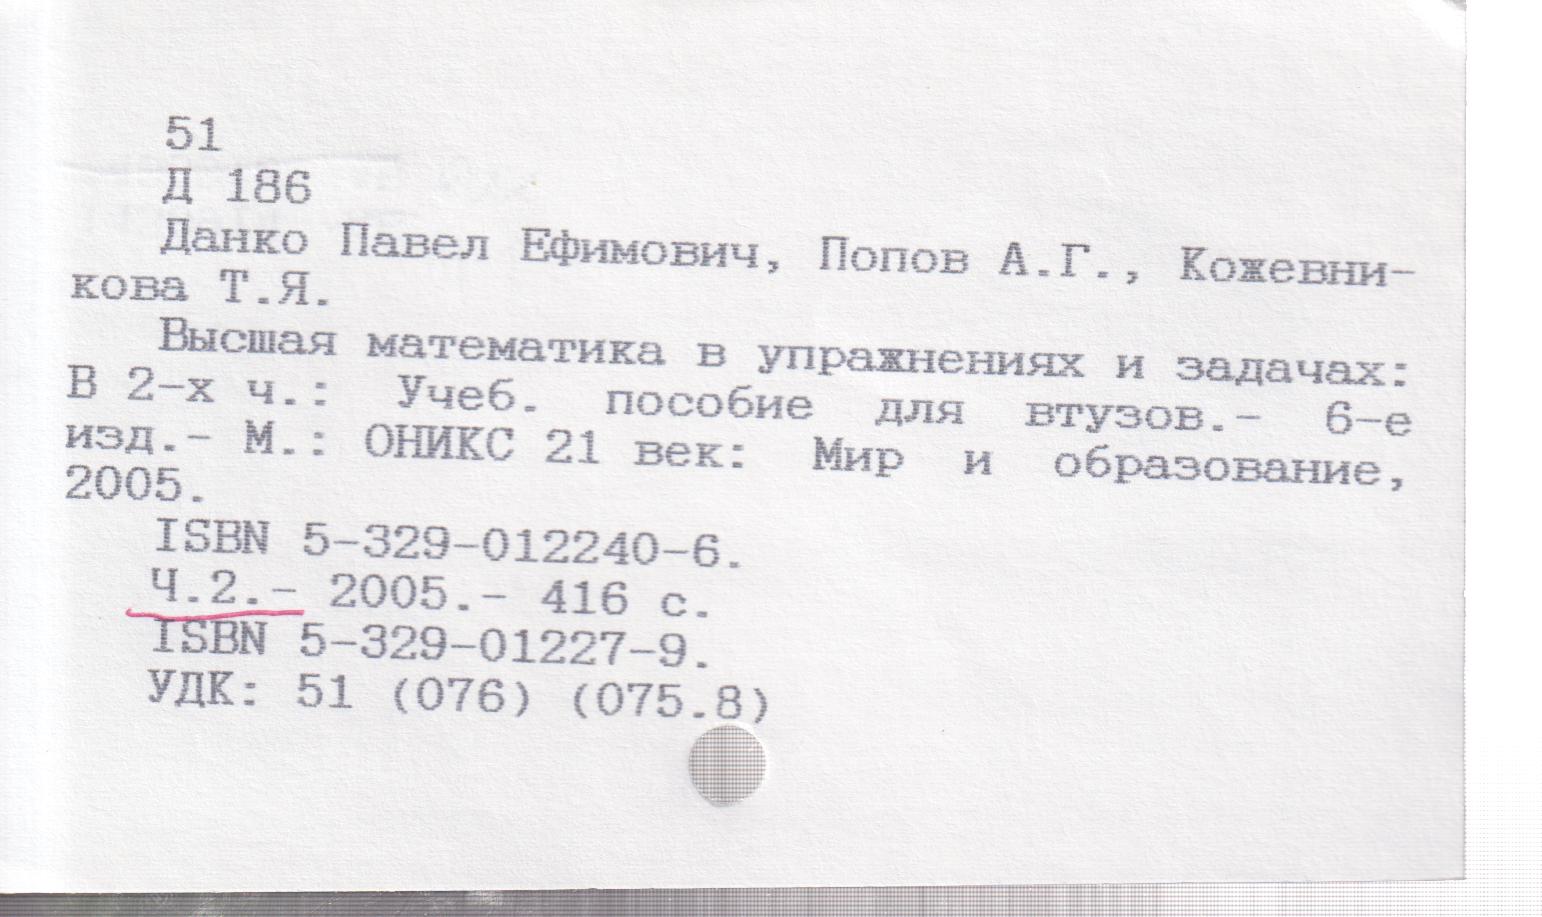 51
Д 186
Данко Павел Ефимович, Попов А.Г., Кожевни-
кова Т.Я.
Высшая математика в упражнениях и задачах:
В 2-х ч.: Учеб. пособие для втузов.- 6-е
изд.- М.: ОНИКС 21 век: Мир и образование,
2005.
ISBN 5-329-012240-6.
Ч.2.- 2005.- 416 с.
ISBN 5-329-01227-9.
УДК: 51 (076) (075.8)